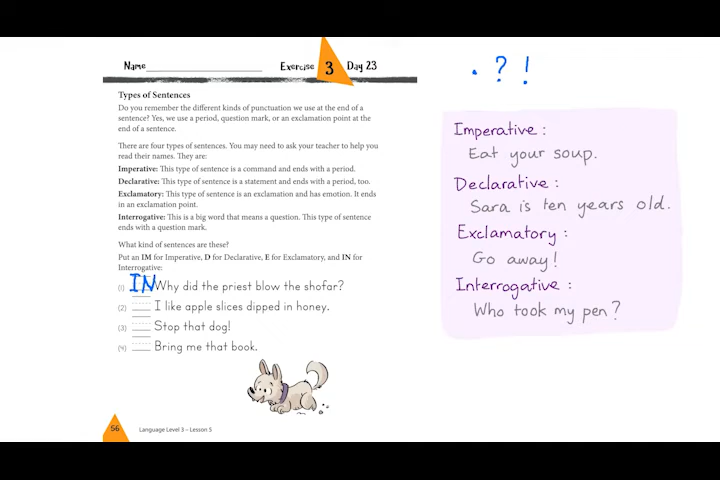 Name
Exercise 3 Day 23
Types of Sentences
Do you remember the different kinds of punctuation we use at the end of a
sentence? Yes, we use a period, question mark, or an exclamation point at the
end of a sentence.
There are four types of sentences. You may need to ask your teacher to help you
read their names. They are:
Imperative: This type of sentence is a command and ends with a period.
Declarative: This type of sentence is a statement and ends with a period, too.
Exclamatory: This type of sentence is an exclamation and has emotion. It ends
in an exclamation point.
Interrogative: This is a big word that means a question. This type of sentence
ends with a question mark.
What kind of sentences are these?
Put an IM for Imperative, D for Declarative, E for Exclamatory, and IN for
Interrogative:
(1) IN Why did the priest blow the shofar?
(2) I like apple slices dipped in honey.
(3) Stop that dog!
(4) Bring me that book.
56 Language Level 3 – Lesson 5
. ? !
Imperative:
Eat your soup.
Declarative:
Sara is ten years old.
Exclamatory:
Go away!
Interrogative:
Who took my pen?